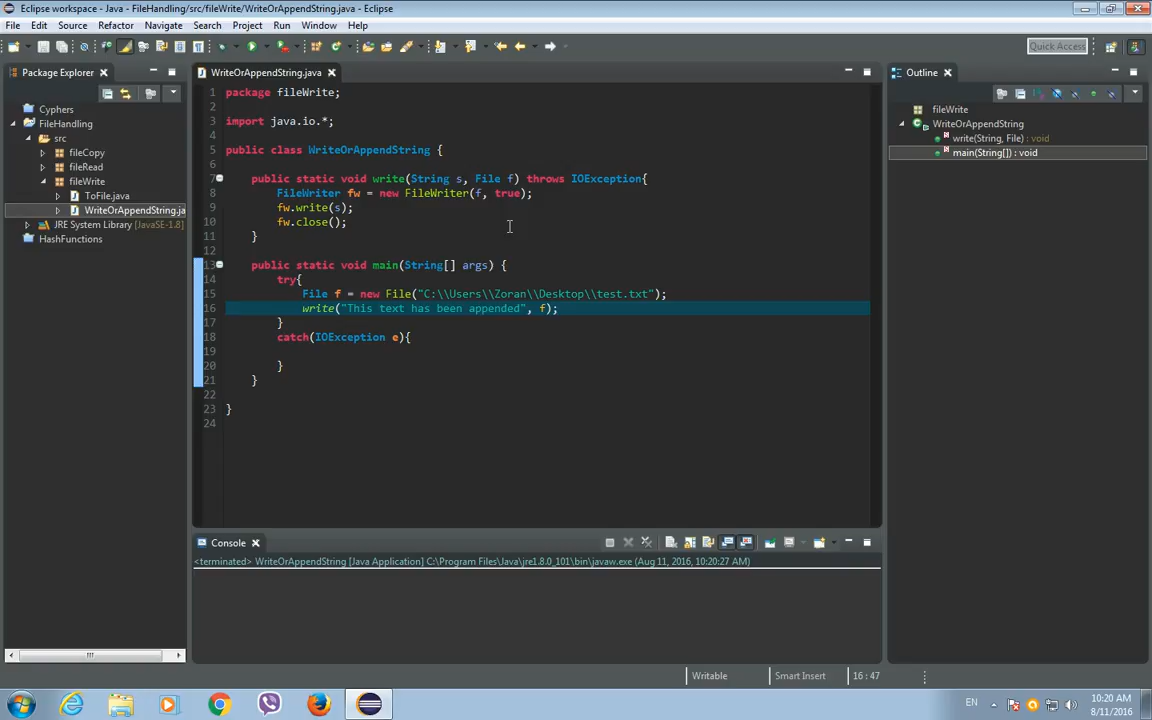 Eclipse workspace - Java - FileHandling/src/fileWrite/WriteOrAppendString.java - Eclipse
File Edit Source Refactor Navigate Search Project Run Window Help
Quick Access
Package Explorer
Cyphers
FileHandling
src
fileCopy
fileRead
fileWrite
ToFile.java
WriteOrAppendString.ja
JRE System Library [JavaSE-1.8]
HashFunctions
WriteOrAppendString.java
1 package fileWrite;
2
3 import java.io.*;
4
5 public class WriteOrAppendString {
6
7 public static void write(String s, File f) throws IOException{
8 FileWriter fw = new FileWriter(f, true);
9 fw.write(s);
10 fw.close();
11 }
12
13 public static void main(String[] args) {
14 try{
15 File f = new File("C:\\Users\\Zoran\\Desktop\\test.txt");
16 write("This text has been appended", f);
17 }
18 catch(IOException e){
19
20 }
21 }
22
23 }
24
Outline
fileWrite
WriteOrAppendString
write(String, File) : void
main(String[]) : void
Console
<terminated> WriteOrAppendString [Java Application] C:\Program Files\Java\jre1.8.0_101\bin\javaw.exe (Aug 11, 2016, 10:20:27 AM)
Writable Smart Insert 16 : 47
EN
10:20 AM
8/11/2016